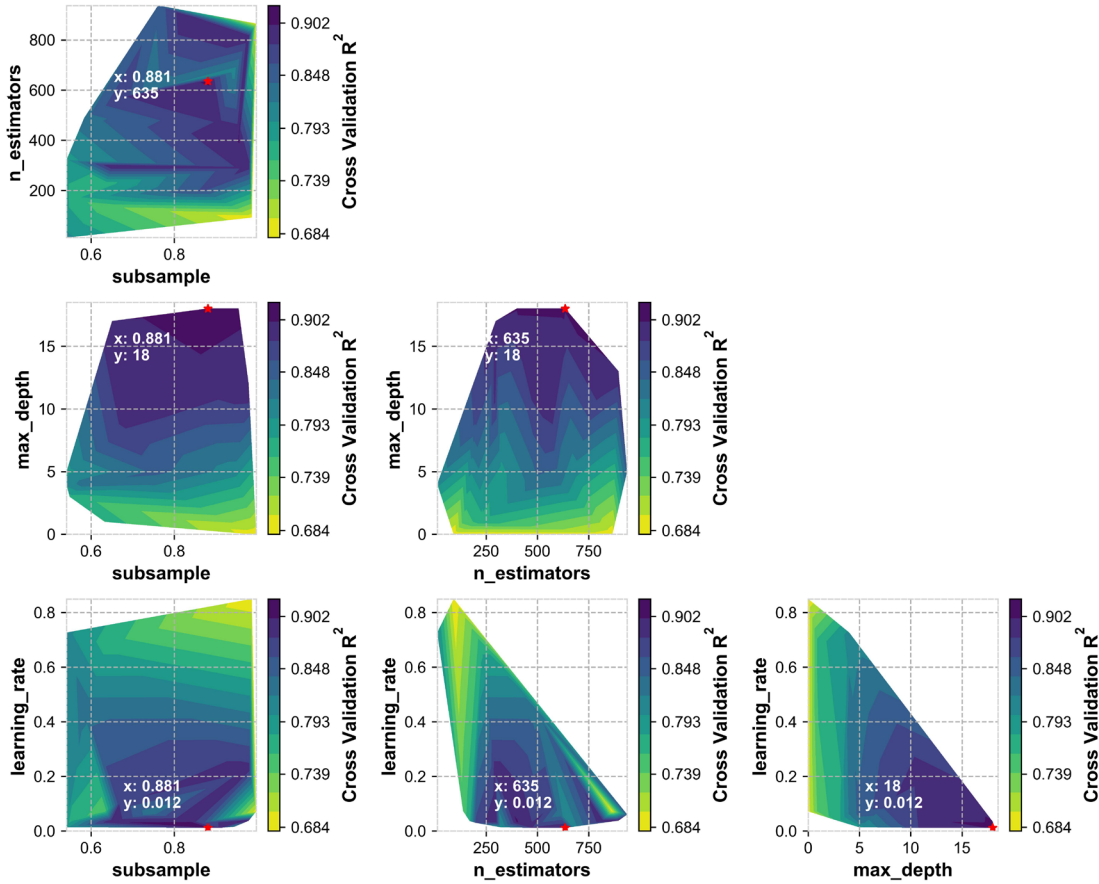 800
600
400
200
n_estimators
x: 0.881
y: 635
0.6
0.8
subsample
0.902
0.848
0.793
0.739
0.684
Cross Validation R²
15
10
5
0
max_depth
x: 0.881
y: 18
0.6
0.8
subsample
0.902
0.848
0.793
0.739
0.684
Cross Validation R²
15
10
5
0
max_depth
x: 635
y: 18
250
500
750
n_estimators
0.902
0.848
0.793
0.739
0.684
Cross Validation R²
0.8
0.6
0.4
0.2
0.0
learning_rate
x: 0.881
y: 0.012
0.6
0.8
subsample
0.902
0.848
0.793
0.739
0.684
Cross Validation R²
0.8
0.6
0.4
0.2
0.0
learning_rate
x: 635
y: 0.012
250
500
750
n_estimators
0.902
0.848
0.793
0.739
0.684
Cross Validation R²
0.8
0.6
0.4
0.2
0.0
learning_rate
x: 18
y: 0.012
0
5
10
15
max_depth
0.902
0.848
0.793
0.739
0.684
Cross Validation R²